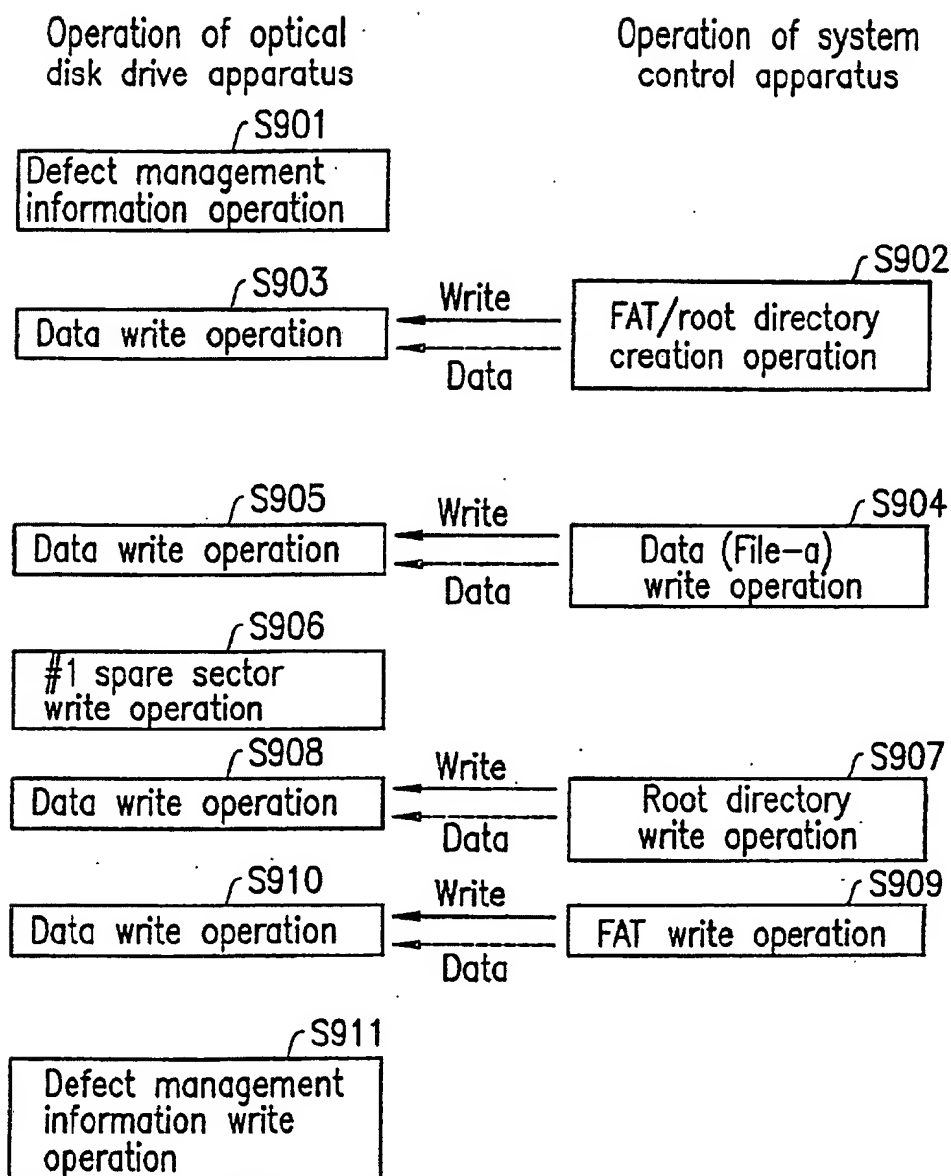 Operation of optical
disk drive apparatus
Operation of system
control apparatus
S901
Defect management
information operation
S902
S903
Write
Data write operation
FAT/root directory
creation operation
Data
S904
S905
Write
Data write operation
Data (File-a)
write operation
Data
S906
#1 spare sector
write operation
S907
S908
Write
Data write operation
Root directory
write operation
Data
S909
S910
Write
Data write operation
FAT write operation
Data
S911
Defect management
information write
operation